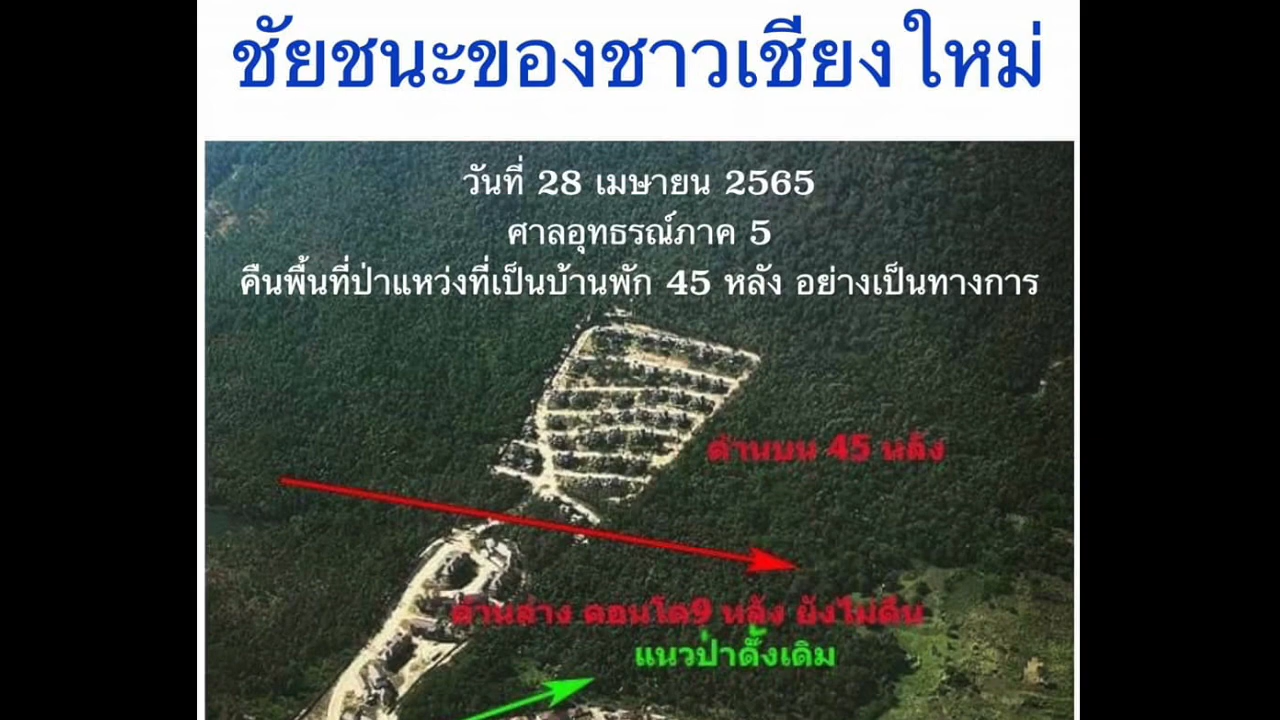 ชัยชนะของชาวเชียงใหม่
วันที่ 28 เมษายน 2565
ศาลอุทธรณ์ภาค 5
คืนพื้นที่ป่าแหว่งที่เป็นบ้านพัก 45 หลัง อย่างเป็นทางการ
ด้านบน 45 หลัง
ด้านล่าง คอนโด9 หลัง ยังไม่คืน
แนวป่าดั้งเดิม